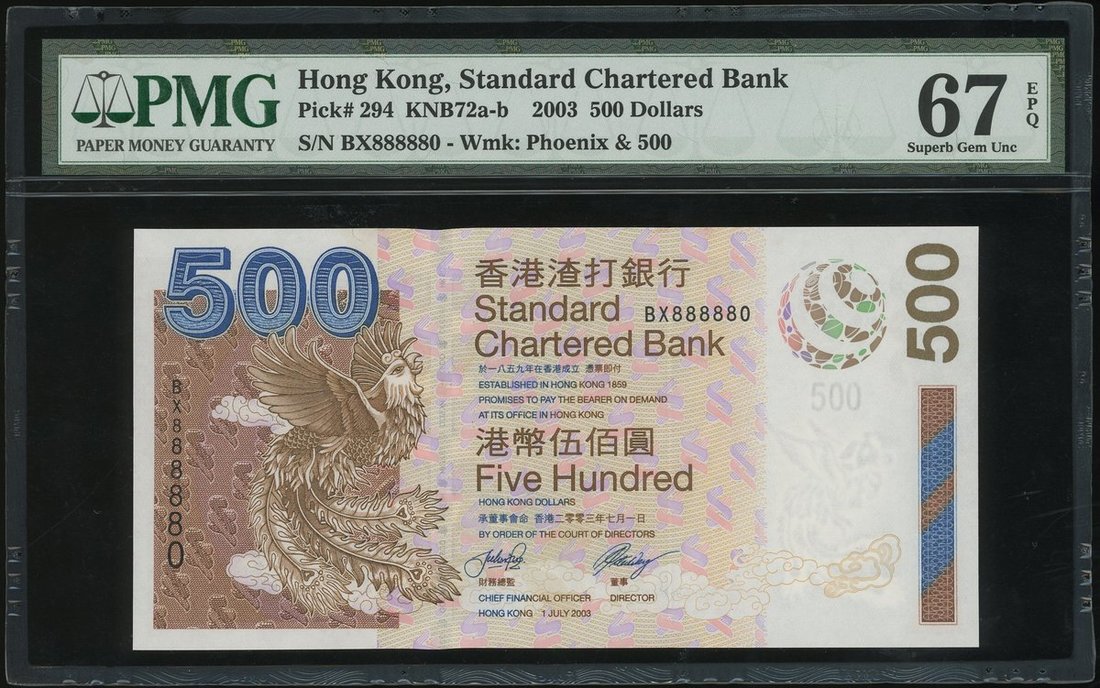 PMG
PAPER MONEY GUARANTY
Hong Kong, Standard Chartered Bank
Pick# 294 KNB72a-b 2003 500 Dollars
S/N BX888880 - Wmk: Phoenix & 500
67
EPQ
Superb Gem Unc
500
香港渣打銀行
Standard
Chartered Bank
BX888880
500
於一八五九年在香港成立 憑票即付
ESTABLISHED IN HONG KONG 1859
PROMISES TO PAY THE BEARER ON DEMAND
AT ITS OFFICE IN HONG KONG
500
BX888880
港幣伍佰圓
Five Hundred
HONG KONG DOLLARS
承董事會命 香港二零零三年七月一日
BY ORDER OF THE COURT OF DIRECTORS
財務總監 董事
CHIEF FINANCIAL OFFICER DIRECTOR
HONG KONG 1 JULY 2003